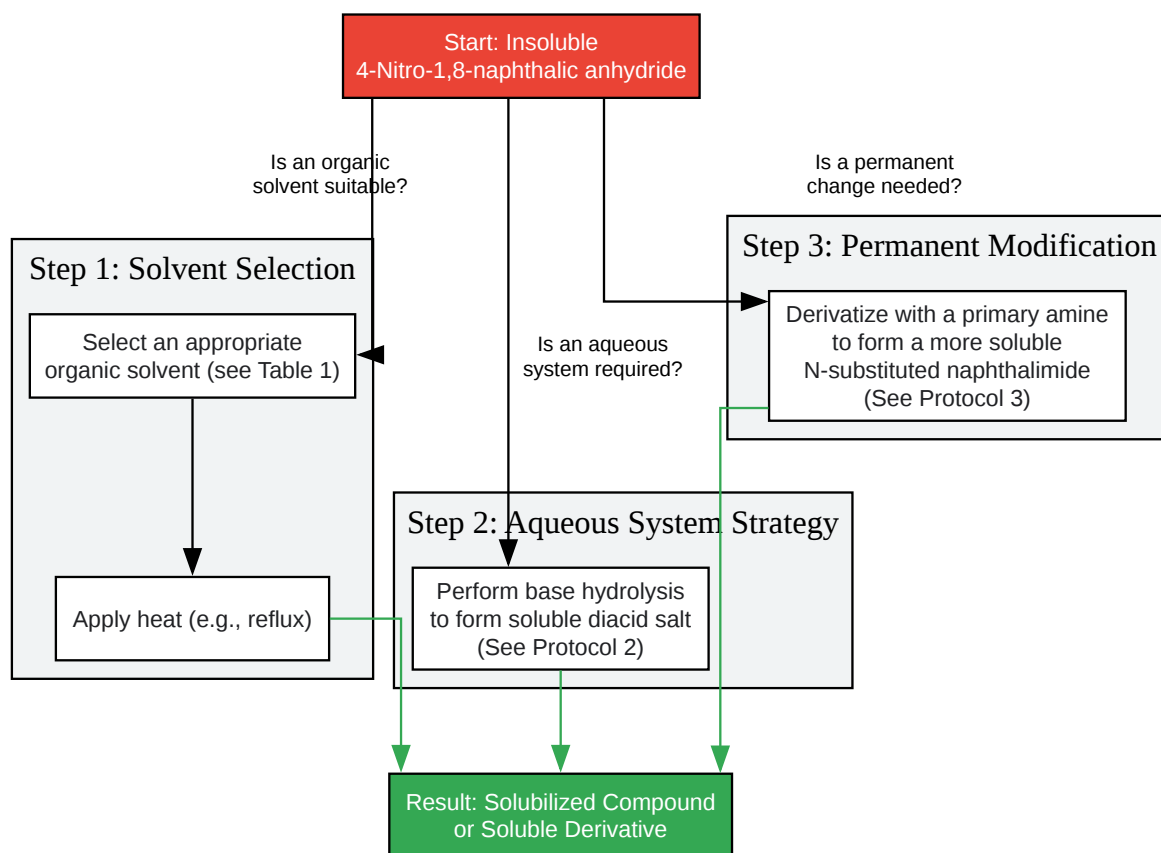 Start: Insoluble
4-Nitro-1,8-naphthalic anhydride
Is an organic
solvent suitable?
Is a permanent
change needed?
Step 1: Solvent Selection
Select an appropriate
organic solvent (see Table 1)
Apply heat (e.g., reflux)
Is an aqueous
system required?
Step 3: Permanent Modification
Derivatize with a primary amine
to form a more soluble
N-substituted naphthalimide
(See Protocol 3)
Step 2: Aqueous System Strategy
Perform base hydrolysis
to form soluble diacid salt
(See Protocol 2)
Result: Solubilized Compound
or Soluble Derivative